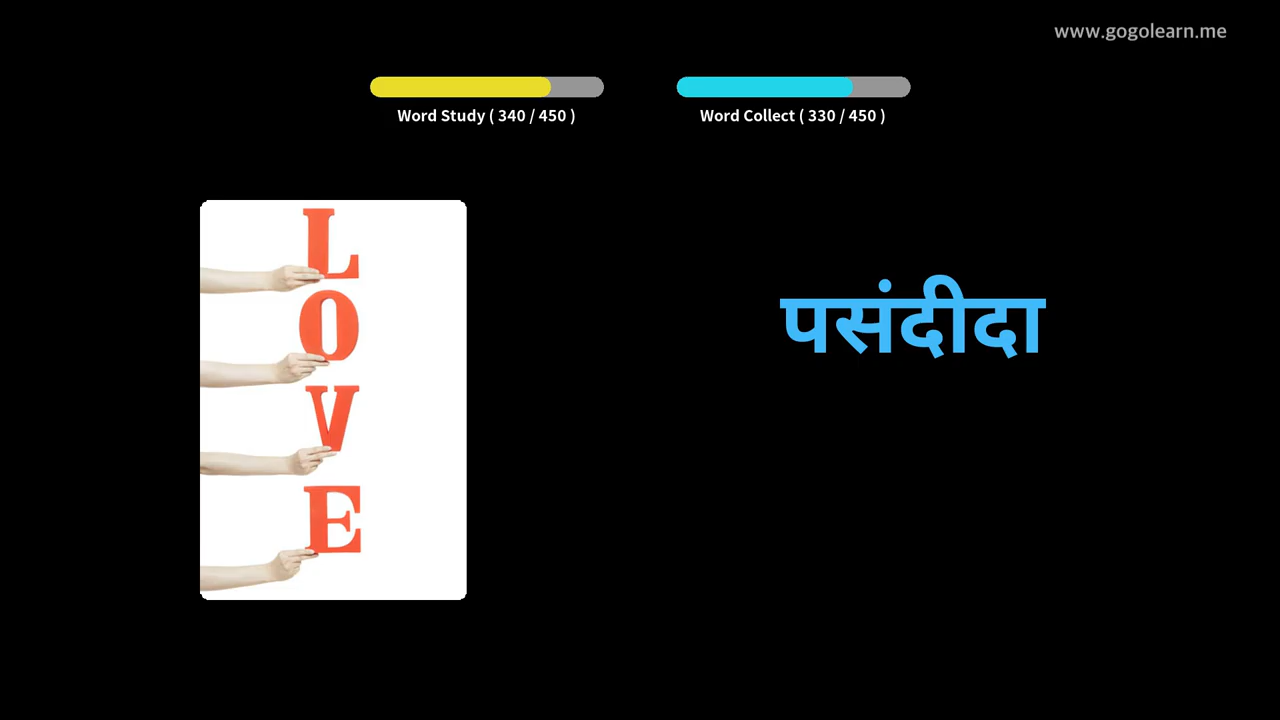 www.gogolearn.me
Word Study ( 340 / 450 )
Word Collect ( 330 / 450 )
L
O
V
E
पसंदीदा